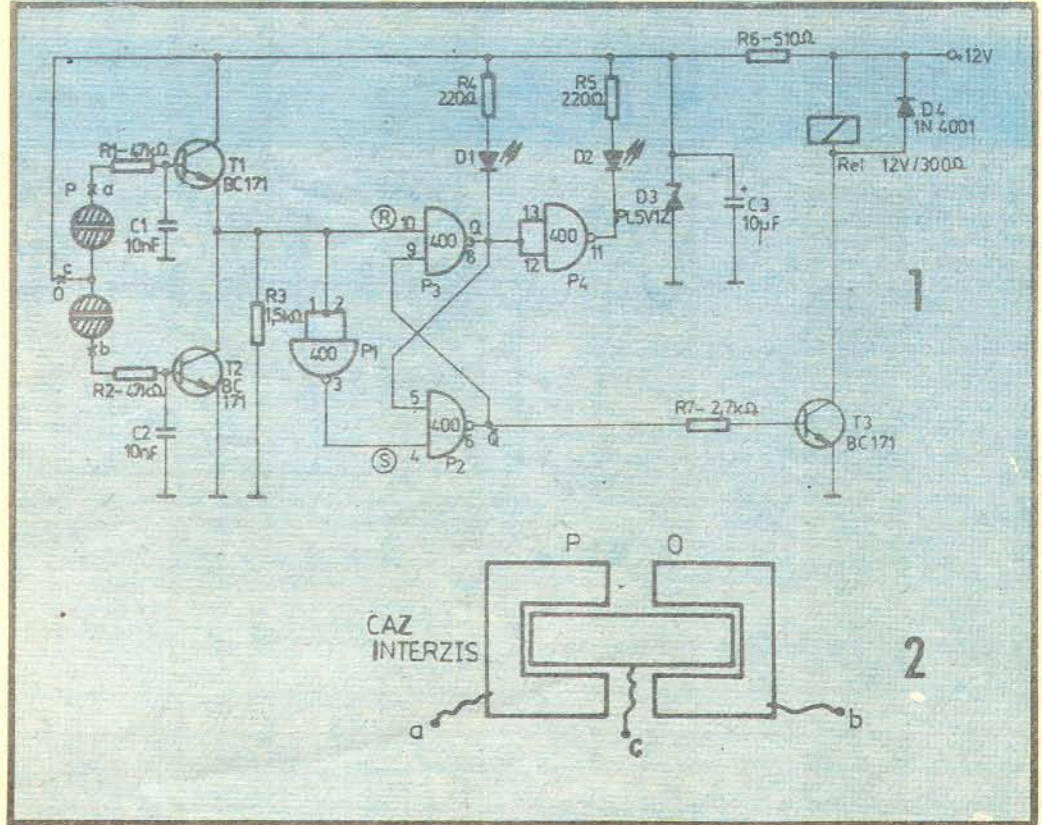 R6-510Ω
12V
R4
220Ω
R5
220Ω
D4
1N 4001
R1-47kΩ
T1
BC171
D1
D2
Rel 12V/300Ω
P
a
C1
10nF
R
10
9
400
Q
8
P3
13
12
400
11
P4
D3
PL5V1Z
+
C3
10µF
1
c
O
R3
1,5kΩ
1
2
400
P1
3
b
R2-47kΩ
T2
BC
171
C2
10nF
5
4
400
6
Q
P2
S
R7-2,7kΩ
T3
BC171
P
O
CAZ
INTERZIS
2
a
c
b